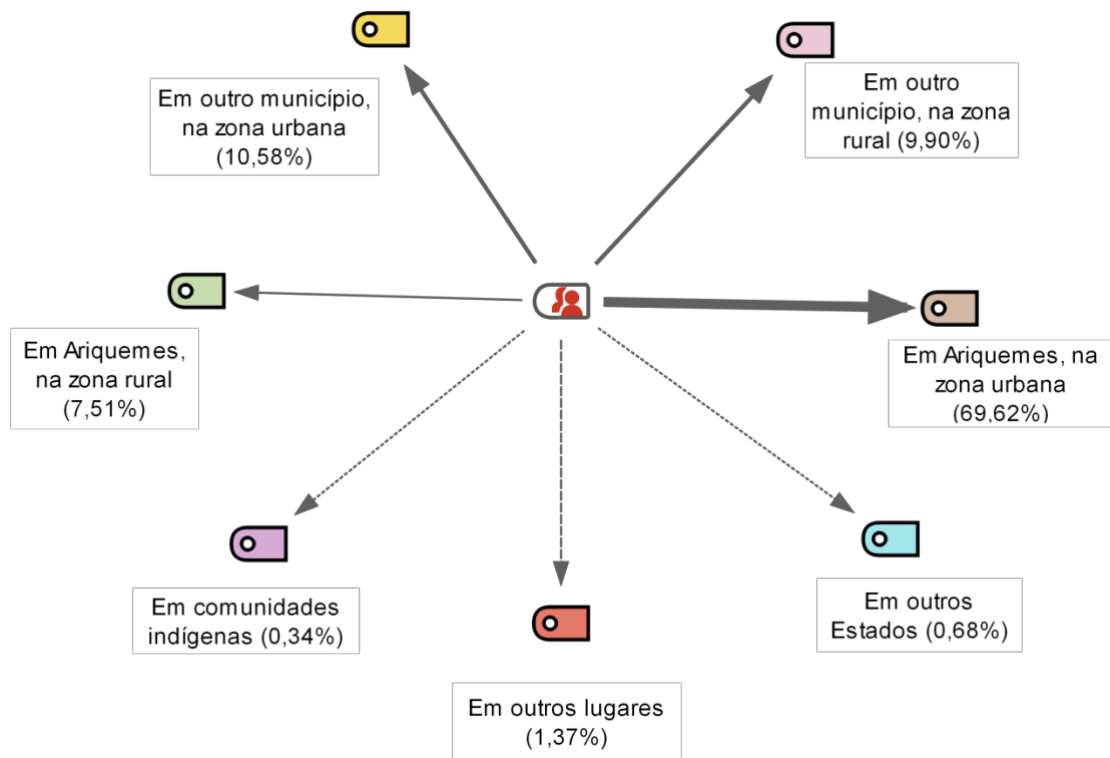 Em outro município,
na zona urbana
(10,58%)
Em outro
município, na zona
rural (9,90%)
Em Ariquemes,
na zona rural
(7,51%)
Em Ariquemes, na
zona urbana
(69,62%)
Em comunidades
indígenas (0,34%)
Em outros lugares
(1,37%)
Em outros
Estados (0,68%)